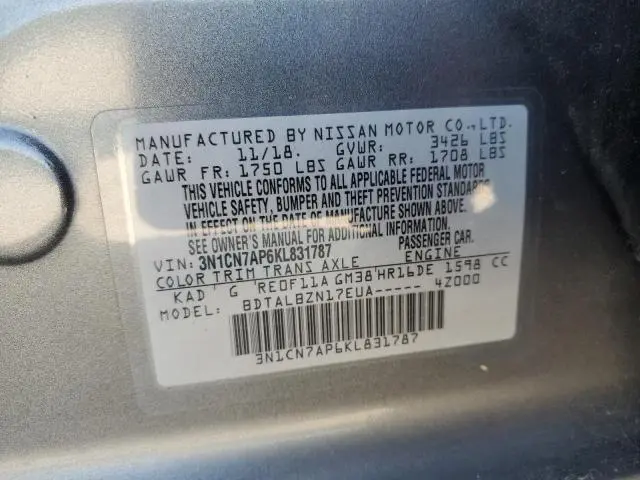 MANUFACTURED BY NISSAN MOTOR CO.,LTD.
DATE: 11/18. GVWR: 3426 LBS
GAWR FR: 1750 LBS GAWR RR: 1708 LBS
THIS VEHICLE CONFORMS TO ALL APPLICABLE FEDERAL MOTOR
VEHICLE SAFETY, BUMPER AND THEFT PREVENTION STANDARDS
IN EFFECT ON THE DATE OF MANUFACTURE SHOWN ABOVE.
SEE OWNER'S MANUAL FOR ADDITIONAL INFORMATION.
VIN: 3N1CN7AP6KL831787 PASSENGER CAR.
COLOR TRIM TRANS AXLE ENGINE
KAD G RE0F11A GM38 HR16DE 1598 CC
MODEL: BDTALBZN17EUA----- 4Z000
3N1CN7AP6KL831787